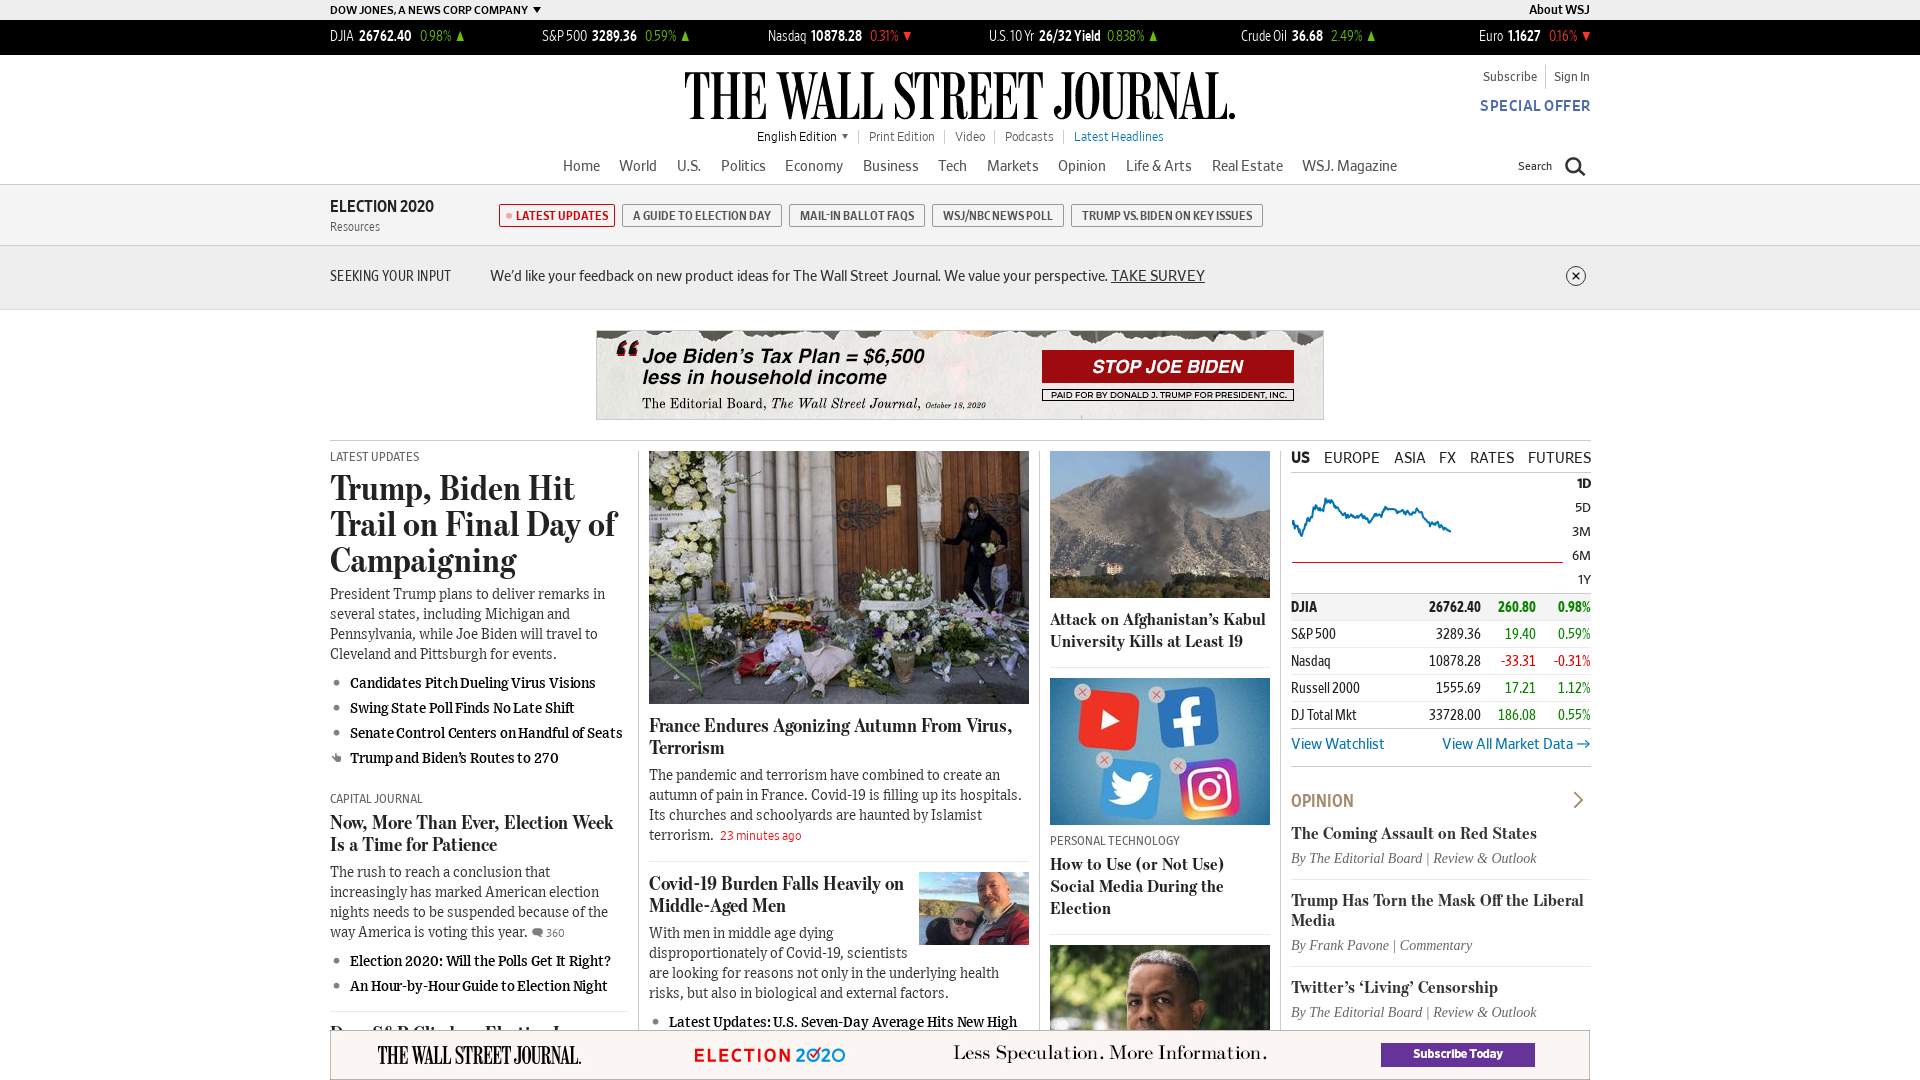 DOW JONES, A NEWS CORP COMPANY
About WSJ
DJIA 26762.40 0.98%
S&P 500 3289.36 0.59%
Nasdaq 10878.28 0.31%
U.S. 10 Yr 26/32 Yield 0.838%
Crude Oil 36.68 2.49%
Euro 1.1627 0.16%
THE WALL STREET JOURNAL.
Subscribe
Sign In
SPECIAL OFFER
English Edition
Print Edition
Video
Podcasts
Latest Headlines
Home World U.S. Politics Economy Business Tech Markets Opinion Life & Arts Real Estate WSJ. Magazine
Search
ELECTION 2020
Resources
LATEST UPDATES
A GUIDE TO ELECTION DAY
MAIL-IN BALLOT FAQS
WSJ/NBC NEWS POLL
TRUMP VS. BIDEN ON KEY ISSUES
SEEKING YOUR INPUT
We’d like your feedback on new product ideas for The Wall Street Journal. We value your perspective. TAKE SURVEY
“Joe Biden’s Tax Plan = $6,500
less in household income
The Editorial Board, The Wall Street Journal, October 18, 2020
STOP JOE BIDEN
PAID FOR BY DONALD J. TRUMP FOR PRESIDENT, INC.
LATEST UPDATES
Trump, Biden Hit
Trail on Final Day of
Campaigning
President Trump plans to deliver remarks in
several states, including Michigan and
Pennsylvania, while Joe Biden will travel to
Cleveland and Pittsburgh for events.
Candidates Pitch Dueling Virus Visions
Swing State Poll Finds No Late Shift
Senate Control Centers on Handful of Seats
Trump and Biden’s Routes to 270
CAPITAL JOURNAL
Now, More Than Ever, Election Week
Is a Time for Patience
The rush to reach a conclusion that
increasingly has marked American election
nights needs to be suspended because of the
way America is voting this year. 360
Election 2020: Will the Polls Get It Right?
An Hour-by-Hour Guide to Election Night
France Endures Agonizing Autumn From Virus,
Terrorism
The pandemic and terrorism have combined to create an
autumn of pain in France. Covid-19 is filling up its hospitals.
Its churches and schoolyards are haunted by Islamist
terrorism. 23 minutes ago
Covid-19 Burden Falls Heavily on
Middle-Aged Men
With men in middle age dying
disproportionately of Covid-19, scientists
are looking for reasons not only in the underlying health
risks, but also in biological and external factors.
Latest Updates: U.S. Seven-Day Average Hits New High
Attack on Afghanistan’s Kabul
University Kills at Least 19
PERSONAL TECHNOLOGY
How to Use (or Not Use)
Social Media During the
Election
US EUROPE ASIA FX RATES FUTURES
1D
5D
3M
6M
1Y
DJIA 26762.40 260.80 0.98%
S&P 500 3289.36 19.40 0.59%
Nasdaq 10878.28 -33.31 -0.31%
Russell 2000 1555.69 17.21 1.12%
DJ Total Mkt 33728.00 186.08 0.55%
View Watchlist
View All Market Data
OPINION
The Coming Assault on Red States
By The Editorial Board | Review & Outlook
Trump Has Torn the Mask Off the Liberal
Media
By Frank Pavone | Commentary
Twitter’s ‘Living’ Censorship
By The Editorial Board | Review & Outlook
THE WALL STREET JOURNAL.
ELECTION 2020
Less Speculation. More Information.
Subscribe Today